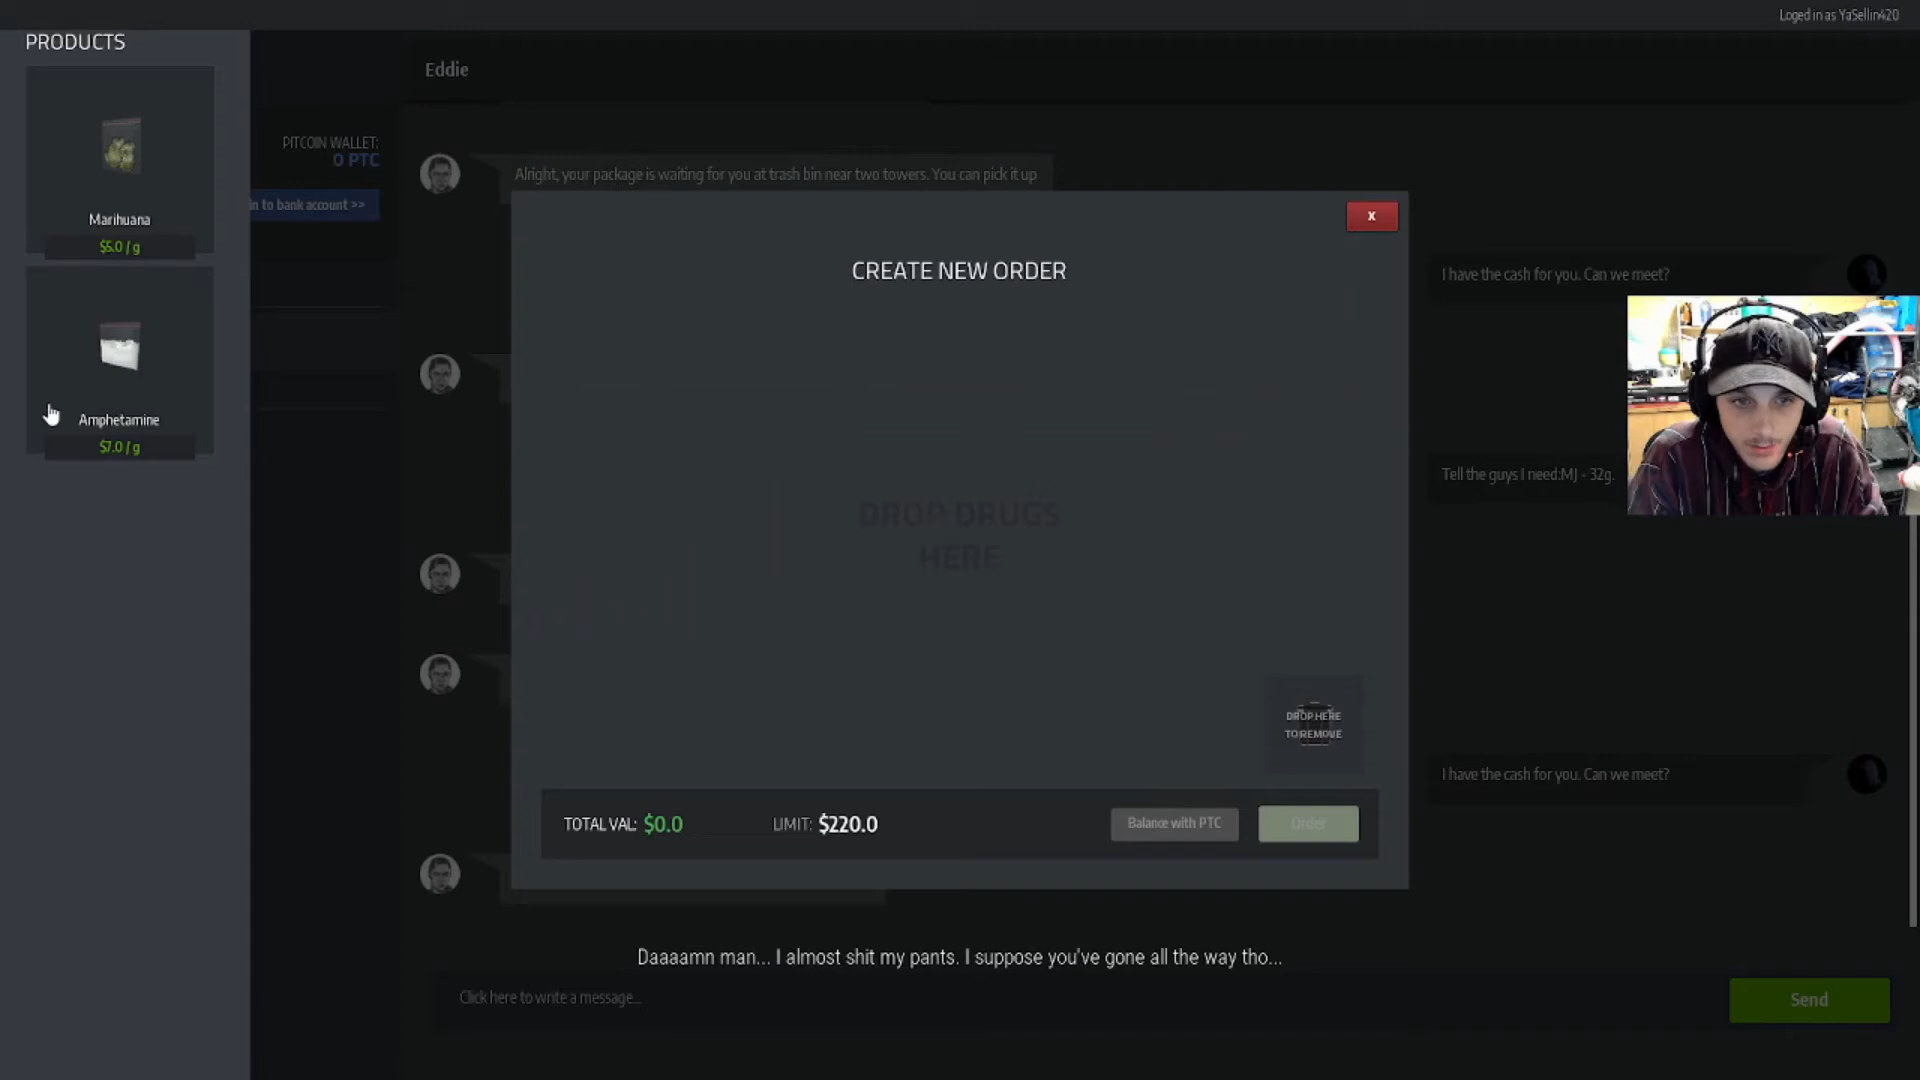 Loged in as YaSellin420
PRODUCTS
Eddie
PITCOIN WALLET:
0 PTC
Alright, your package is waiting for you at trash bin near two towers. You can pick it up
in to bank account >>
Marihuana
$5.0 / g
x
CREATE NEW ORDER
I have the cash for you. Can we meet?
Amphetamine
$7.0 / g
Tell the guys I need:MJ - 32g.
DROP DRUGS
HERE
DROP HERE
TO REMOVE
I have the cash for you. Can we meet?
TOTAL VAL: $0.0
LIMIT: $220.0
Balance with PTC
Order
Daaaamn man... I almost shit my pants. I suppose you've gone all the way tho...
Click here to write a message...
Send